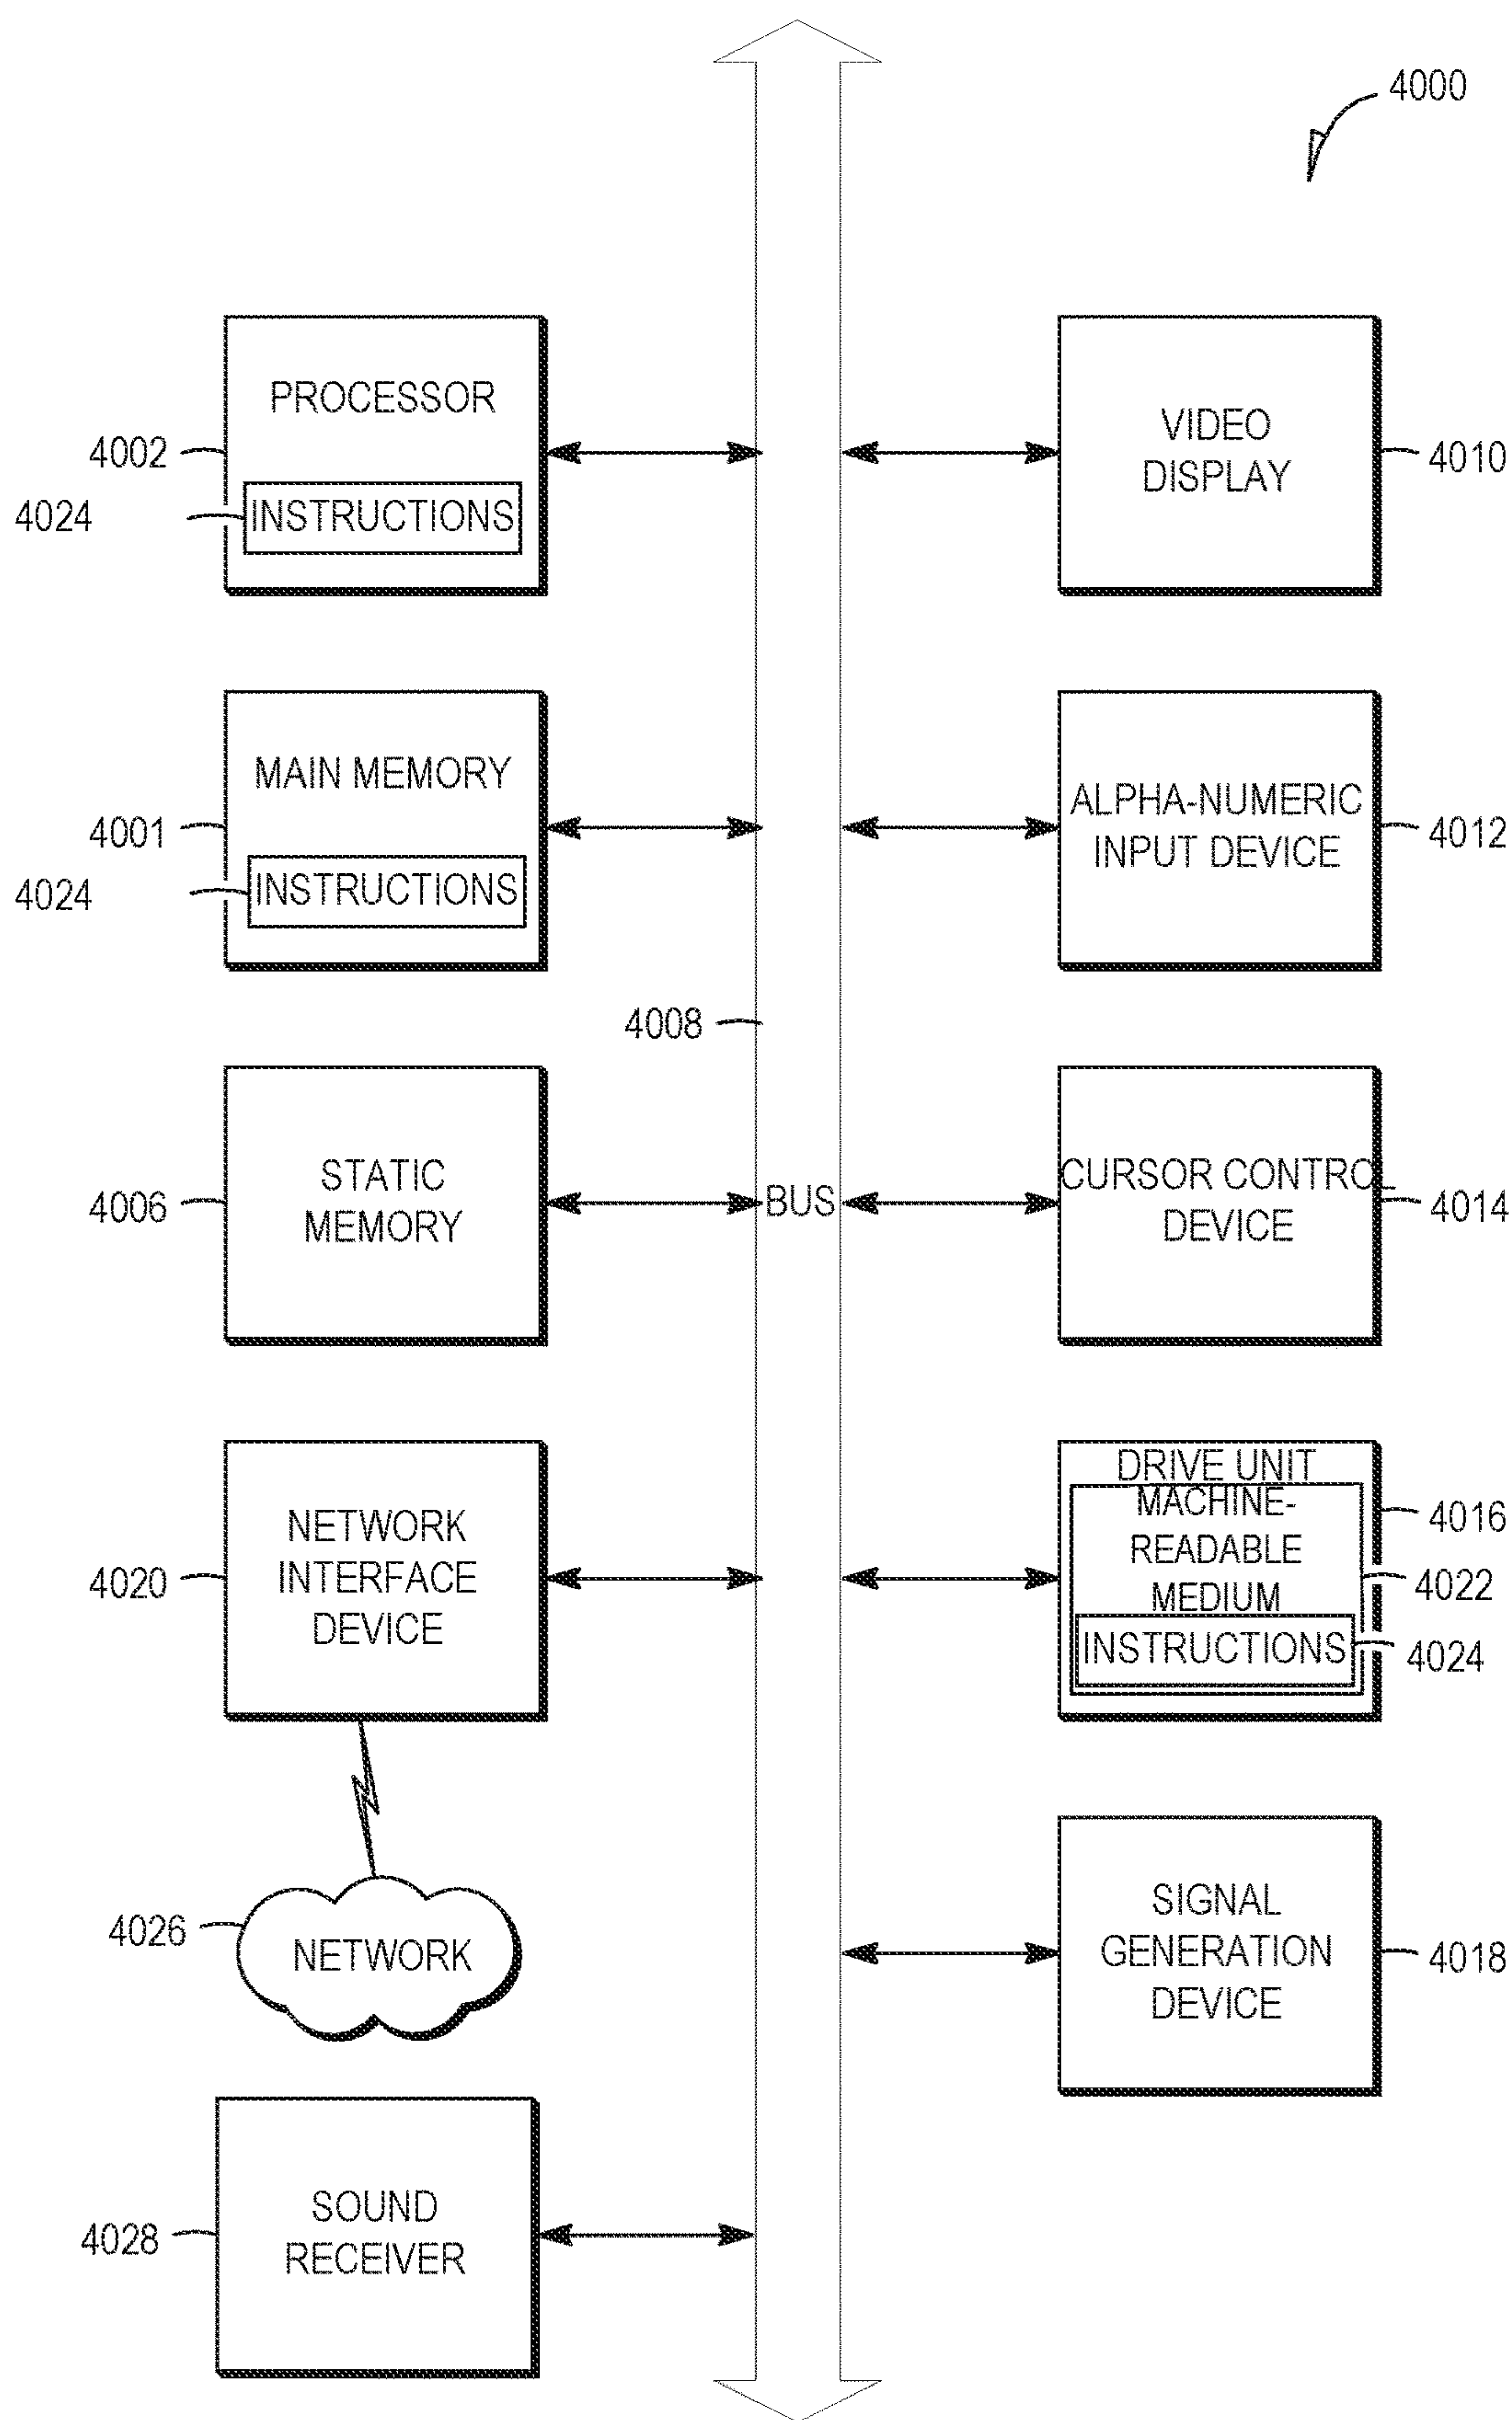 4000
PROCESSOR
4002
INSTRUCTIONS
4024
VIDEO
DISPLAY
4010
MAIN MEMORY
4001
INSTRUCTIONS
4024
ALPHA-NUMERIC
INPUT DEVICE
4012
4008
STATIC
MEMORY
4006
BUS
CURSOR CONTROL
DEVICE
4014
NETWORK
INTERFACE
DEVICE
4020
DRIVE UNIT
4016
MACHINE-
READABLE
MEDIUM
4022
INSTRUCTIONS
4024
4026
NETWORK
SIGNAL
GENERATION
DEVICE
4018
SOUND
RECEIVER
4028